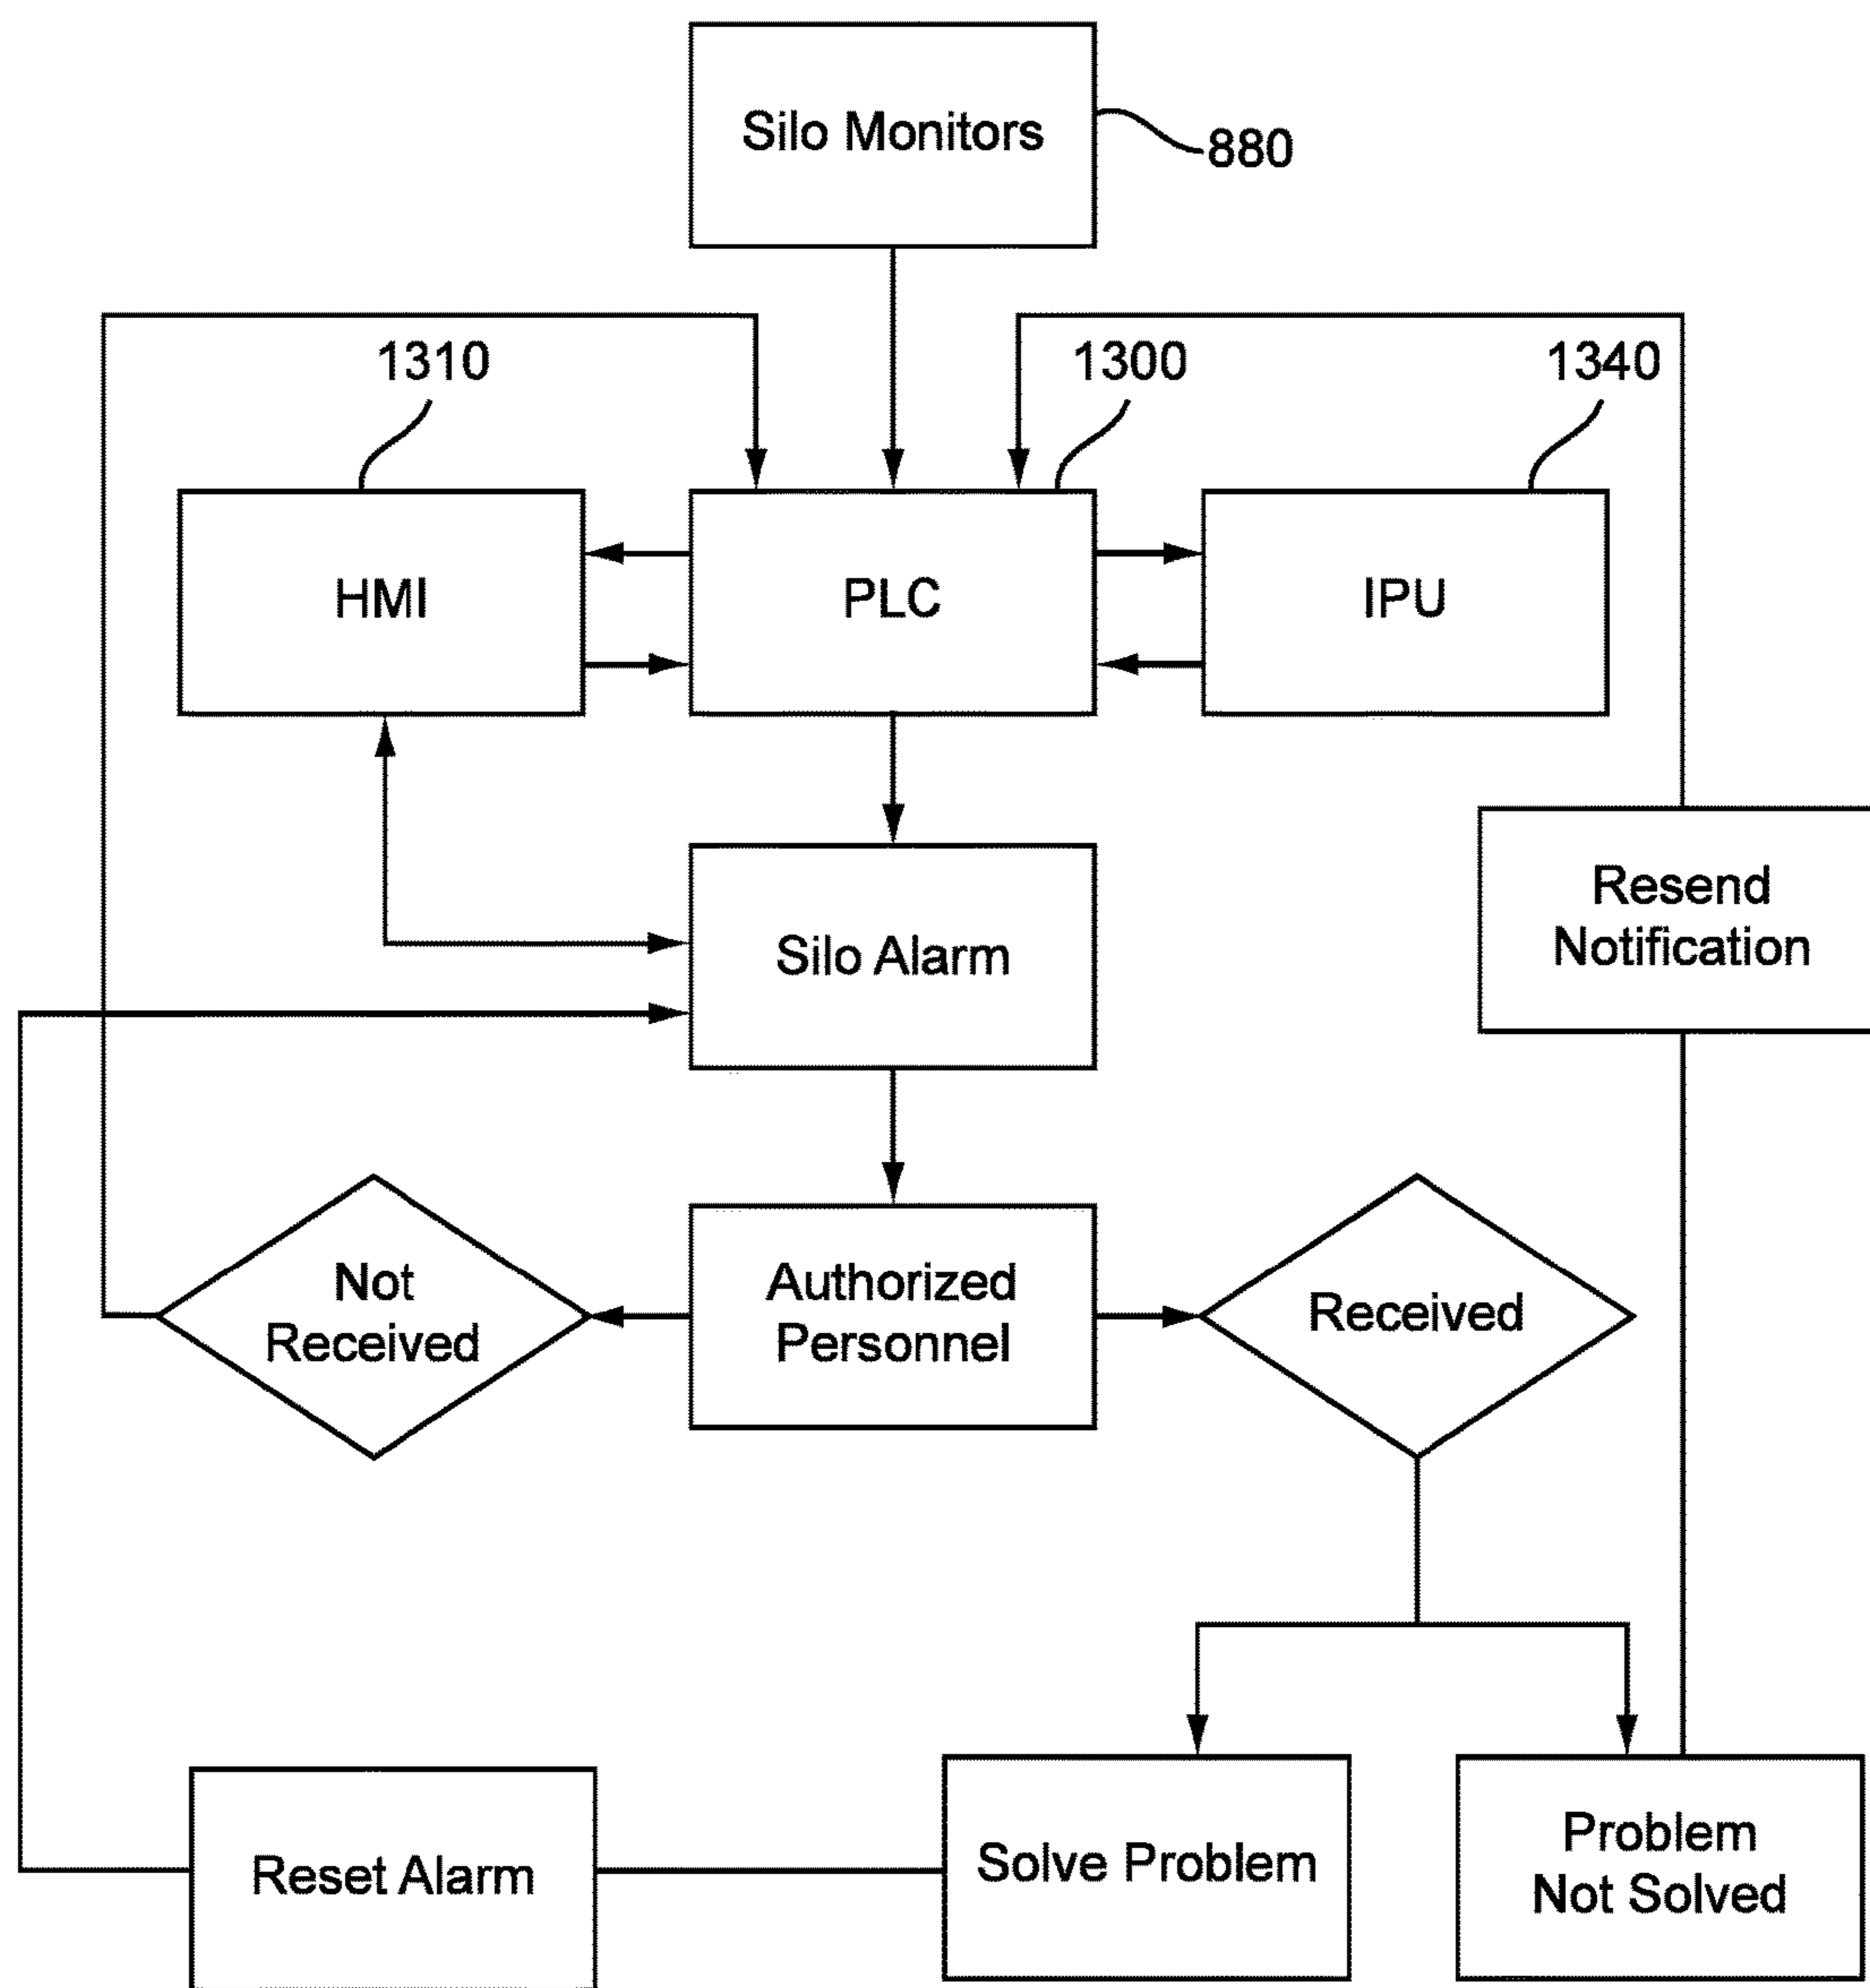 Silo Monitors
880
1310
1300
1340
HMI
PLC
IPU
Resend
Notification
Silo Alarm
Not
Received
Authorized
Personnel
Received
Reset Alarm
Solve Problem
Problem
Not Solved